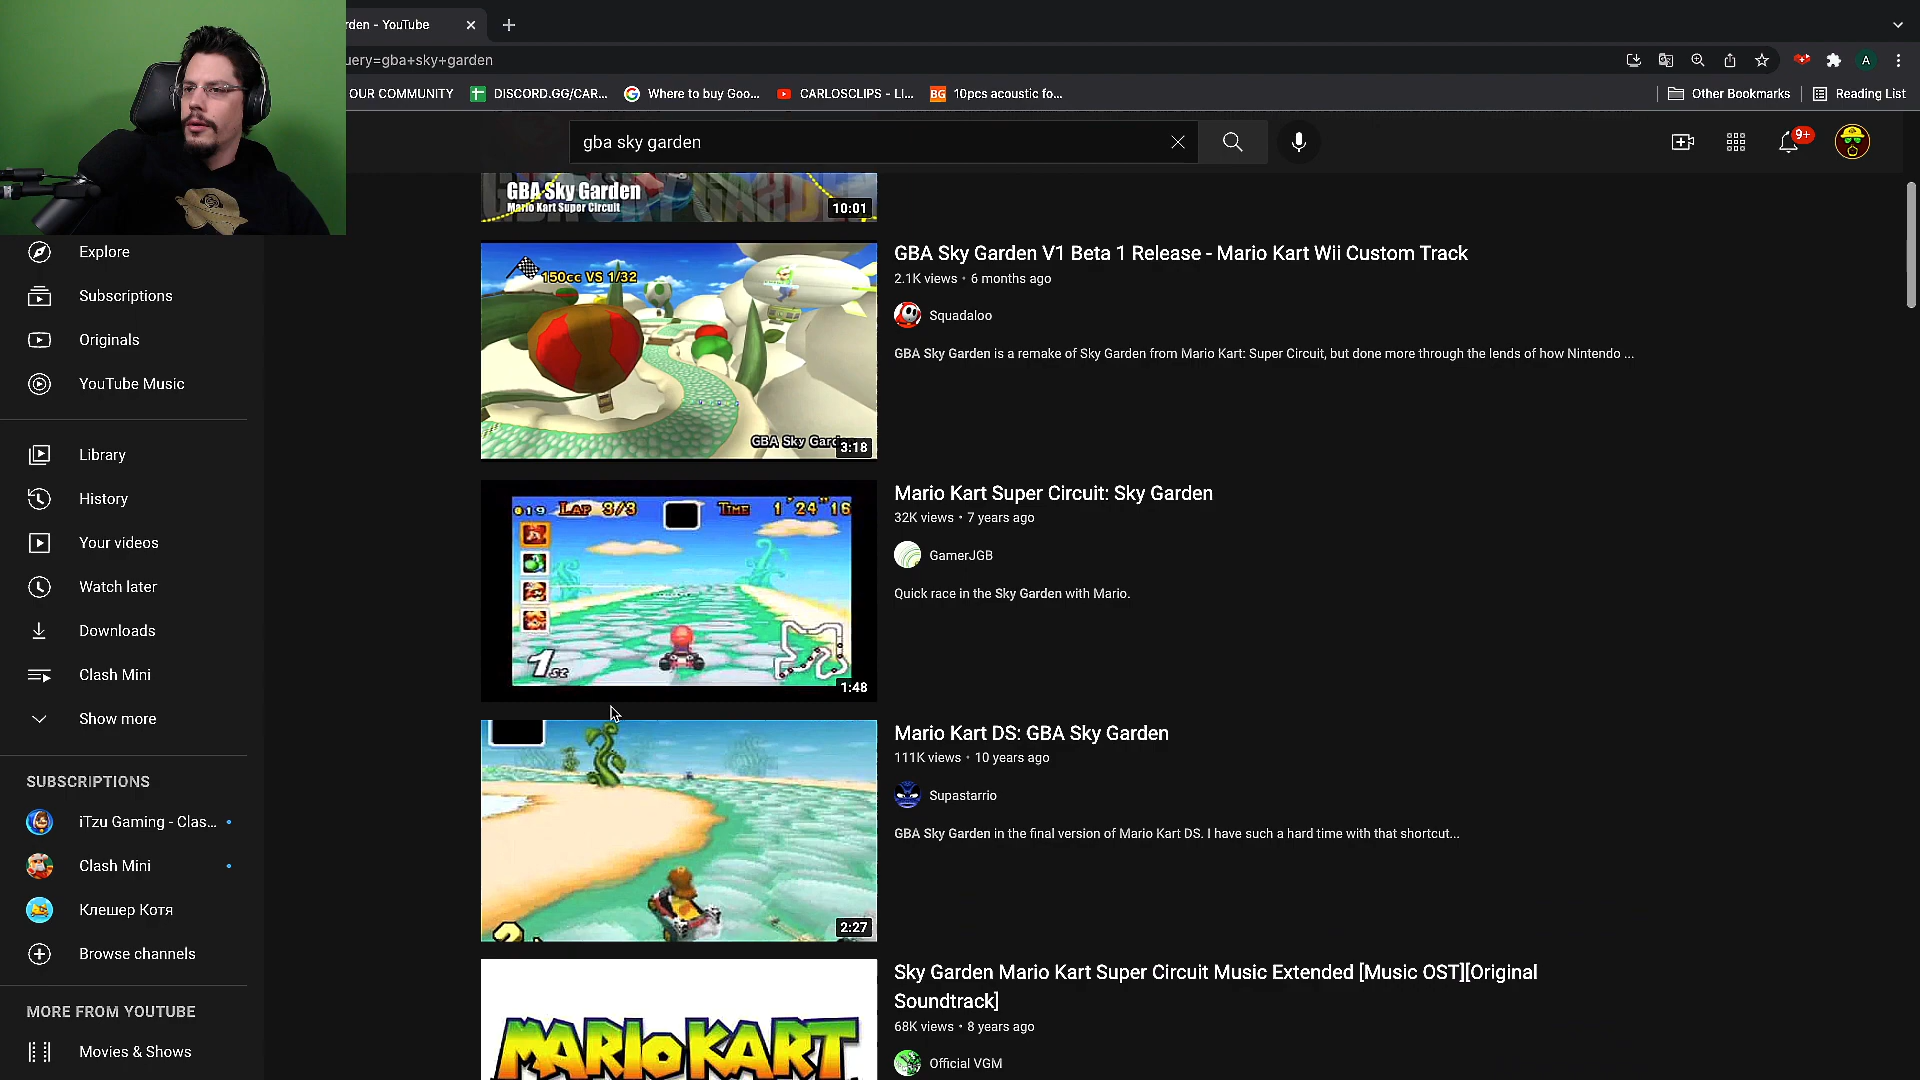 rden - YouTube
uery=gba+sky+garden
OUR COMMUNITY
DISCORD.GG/CAR...
Where to buy Goo...
CARLOSCLIPS - LI...
BG
10pcs acoustic fo...
Other Bookmarks
Reading List
A
gba sky garden
9+
GBA Sky Garden
Mario Kart Super Circuit
10:01
Explore
Subscriptions
Originals
YouTube Music
Library
History
Your videos
Watch later
Downloads
Clash Mini
Show more
SUBSCRIPTIONS
iTzu Gaming - Clas...
Clash Mini
Клешер Котя
Browse channels
MORE FROM YOUTUBE
Movies & Shows
150cc VS 1/32
GBA Sky Gard
3:18
GBA Sky Garden V1 Beta 1 Release - Mario Kart Wii Custom Track
2.1K views • 6 months ago
Squadaloo
GBA Sky Garden is a remake of Sky Garden from Mario Kart: Super Circuit, but done more through the lends of how Nintendo ...
019 LAP 3/3 TIME 1'24"16
1st
1:48
Mario Kart Super Circuit: Sky Garden
32K views • 7 years ago
GamerJGB
Quick race in the Sky Garden with Mario.
2:27
Mario Kart DS: GBA Sky Garden
111K views • 10 years ago
Supastarrio
GBA Sky Garden in the final version of Mario Kart DS. I have such a hard time with that shortcut...
MARIO KART
Sky Garden Mario Kart Super Circuit Music Extended [Music OST][Original
Soundtrack]
68K views • 8 years ago
Official VGM